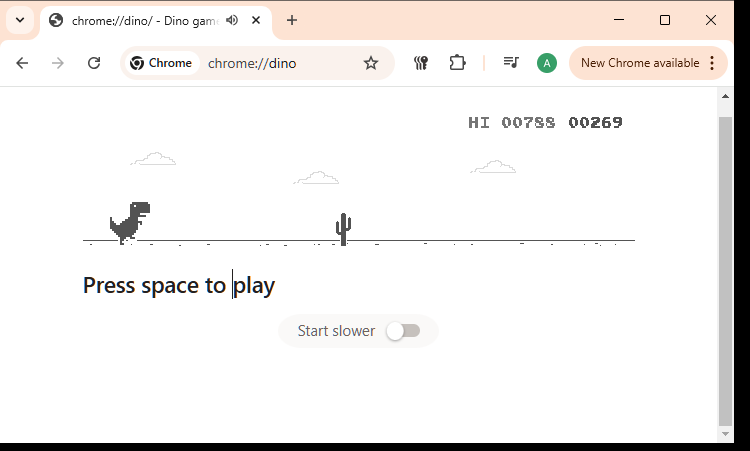 chrome://dino/ - Dino gam
Chrome
chrome://dino
A
New Chrome available
HI 00788 00269
Press space to play
Start slower